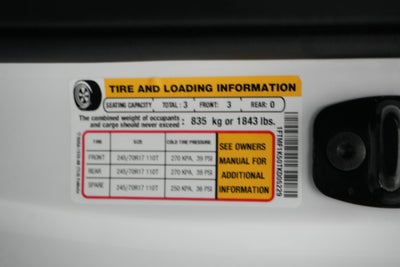 TIRE AND LOADING INFORMATION
SEATING CAPACITY TOTAL : 3 FRONT: 3 REAR: 0
The combined weight of occupants and cargo should never exceed : 835 kg or 1843 lbs.
TIRE SIZE COLD TIRE PRESSURE
FRONT 245/70R17 110T 270 KPA, 39 PSI
REAR 245/70R17 110T 270 KPA, 39 PSI
SPARE 245/70R17 110T 250 KPA, 36 PSI
SEE OWNERS
MANUAL FOR
ADDITIONAL
INFORMATION